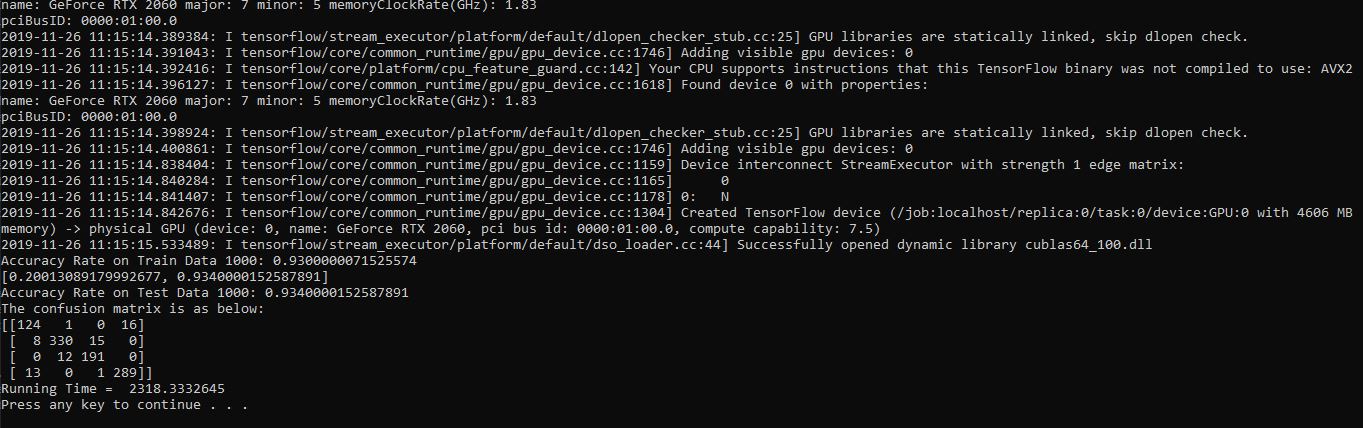 name: GeForce RTX 2060 major: 7 minor: 5 memoryClockRate(GHz): 1.83
pciBusID: 0000:01:00.0
2019-11-26 11:15:14.389384: I tensorflow/stream_executor/platform/default/dlopen_checker_stub.cc:25] GPU libraries are statically linked, skip dlopen check.
2019-11-26 11:15:14.391043: I tensorflow/core/common_runtime/gpu/gpu_device.cc:1746] Adding visible gpu devices: 0
2019-11-26 11:15:14.392416: I tensorflow/core/platform/cpu_feature_guard.cc:142] Your CPU supports instructions that this TensorFlow binary was not compiled to use: AVX2
2019-11-26 11:15:14.396127: I tensorflow/core/common_runtime/gpu/gpu_device.cc:1618] Found device 0 with properties:
name: GeForce RTX 2060 major: 7 minor: 5 memoryClockRate(GHz): 1.83
pciBusID: 0000:01:00.0
2019-11-26 11:15:14.398924: I tensorflow/stream_executor/platform/default/dlopen_checker_stub.cc:25] GPU libraries are statically linked, skip dlopen check.
2019-11-26 11:15:14.400861: I tensorflow/core/common_runtime/gpu/gpu_device.cc:1746] Adding visible gpu devices: 0
2019-11-26 11:15:14.838404: I tensorflow/core/common_runtime/gpu/gpu_device.cc:1159] Device interconnect StreamExecutor with strength 1 edge matrix:
2019-11-26 11:15:14.840284: I tensorflow/core/common_runtime/gpu/gpu_device.cc:1165]      0
2019-11-26 11:15:14.841407: I tensorflow/core/common_runtime/gpu/gpu_device.cc:1178] 0:   N
2019-11-26 11:15:14.842676: I tensorflow/core/common_runtime/gpu/gpu_device.cc:1304] Created TensorFlow device (/job:localhost/replica:0/task:0/device:GPU:0 with 4606 MB
memory) -> physical GPU (device: 0, name: GeForce RTX 2060, pci bus id: 0000:01:00.0, compute capability: 7.5)
2019-11-26 11:15:15.533489: I tensorflow/stream_executor/platform/default/dso_loader.cc:44] Successfully opened dynamic library cublas64_100.dll
Accuracy Rate on Train Data 1000: 0.9300000071525574
[0.20013089179992677, 0.9340000152587891]
Accuracy Rate on Test Data 1000: 0.9340000152587891
The confusion matrix is as below:
[[124   1   0  16]
 [  8 330  15   0]
 [  0  12 191   0]
 [ 13   0   1 289]]
Running Time =  2318.3332645
Press any key to continue . . .